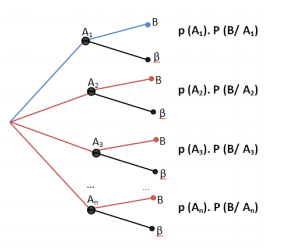 A₁ B p (A₁). P (B/ A₁)
β
A₂ B p (A₂). P (B/ A₂)
β
A₃ B p (A₃). P (B/ A₃)
β
... ...
Aₙ B p (Aₙ). P (B/ Aₙ)
β